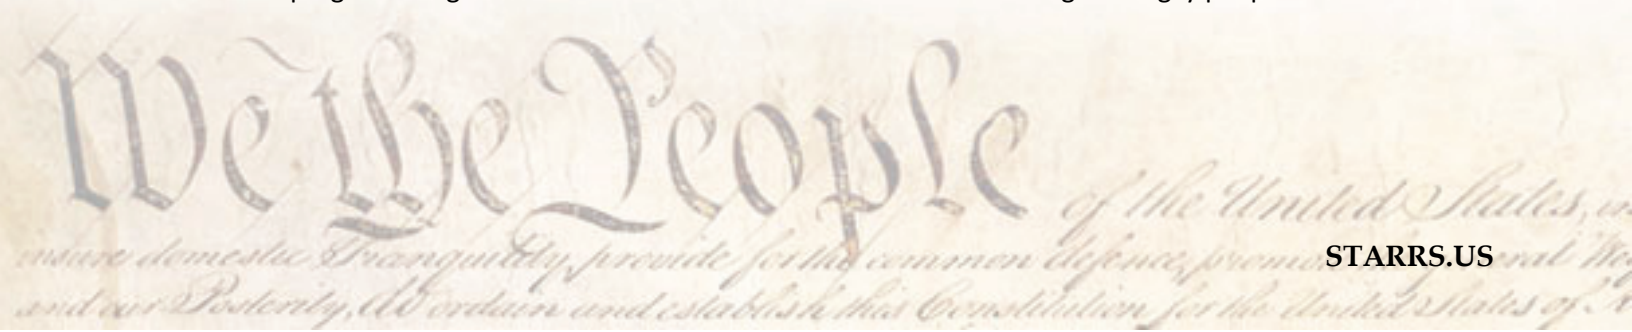 We the People of the United States,
insure domestic Tranquility, provide for the common defence,
STARRS.US
and our Posterity, do ordain and establish this Constitution for the United States of